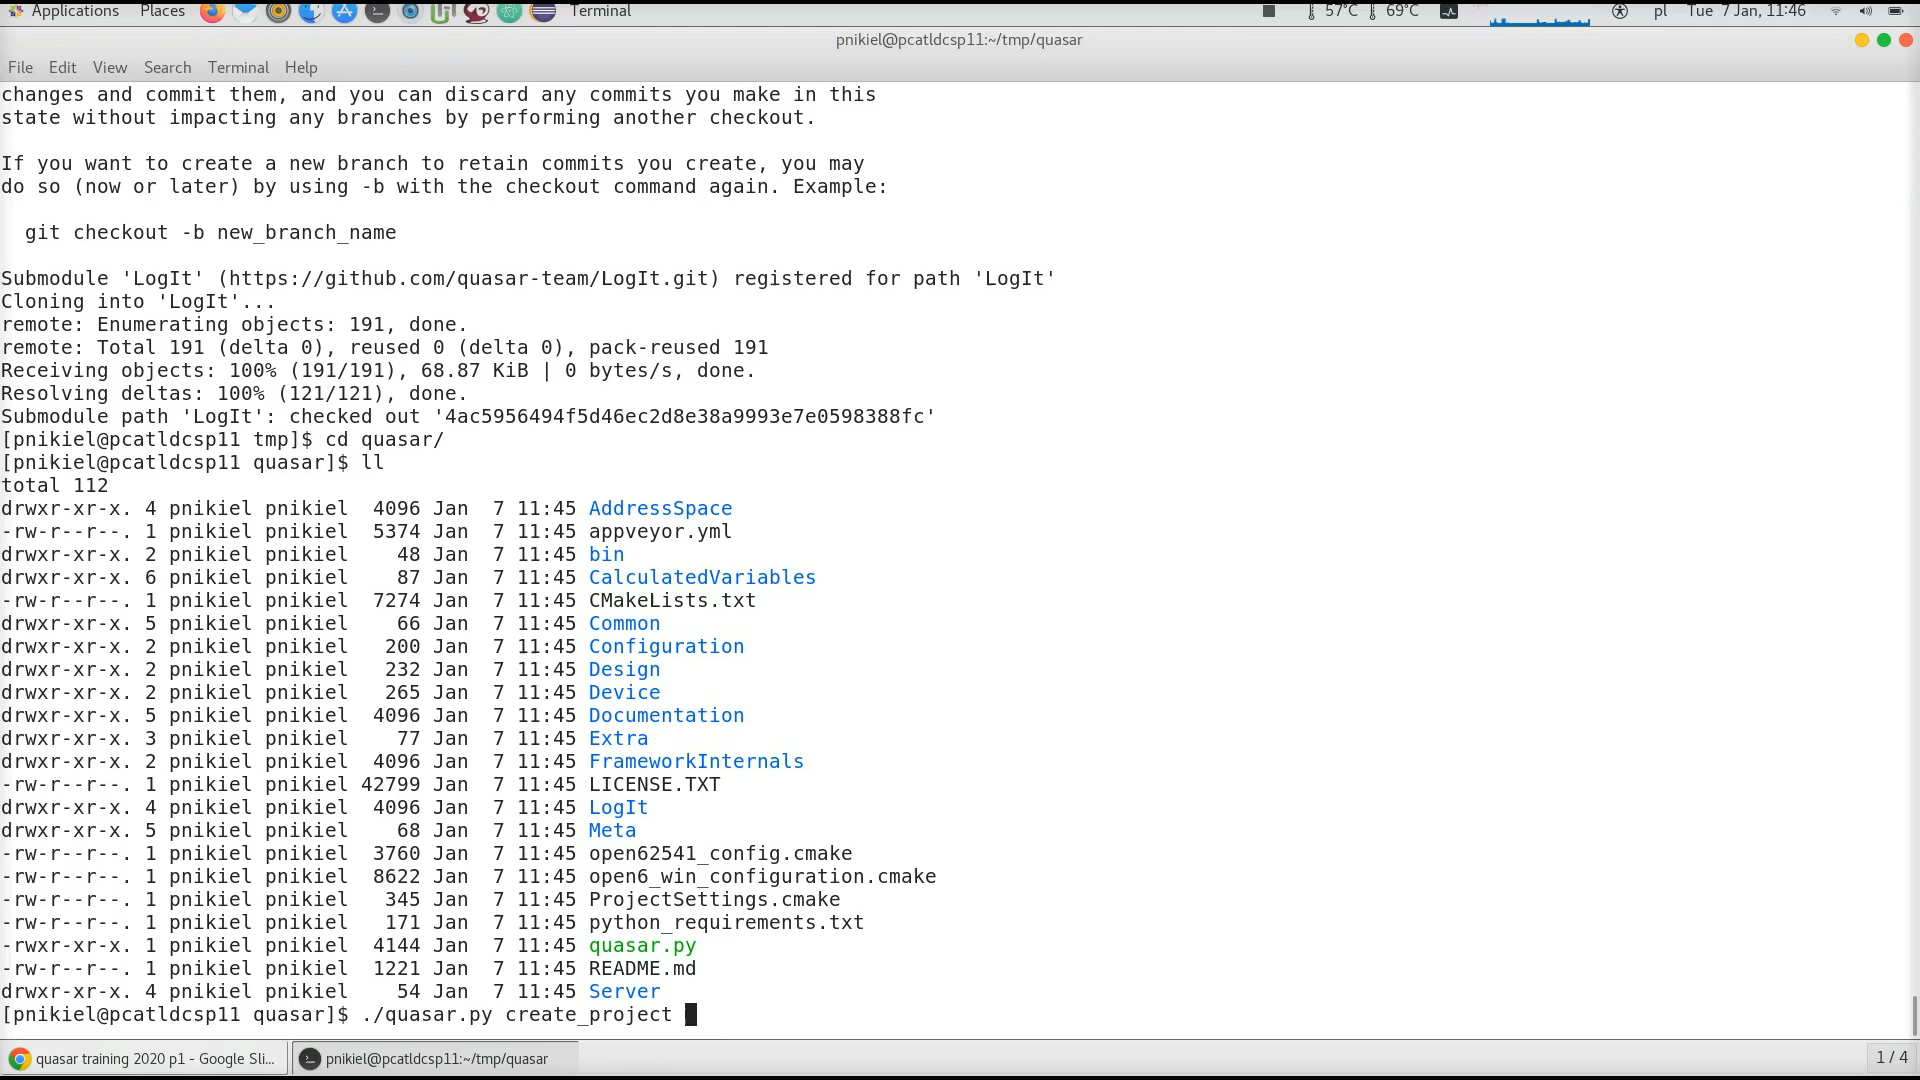 Applications Places Terminal 57°C 69°C pl Tue 7 Jan, 11:46
pnikiel@pcatldcsp11:~/tmp/quasar
File Edit View Search Terminal Help
changes and commit them, and you can discard any commits you make in this
state without impacting any branches by performing another checkout.
If you want to create a new branch to retain commits you create, you may
do so (now or later) by using -b with the checkout command again. Example:
git checkout -b new_branch_name
Submodule 'LogIt' (https://github.com/quasar-team/LogIt.git) registered for path 'LogIt'
Cloning into 'LogIt'...
remote: Enumerating objects: 191, done.
remote: Total 191 (delta 0), reused 0 (delta 0), pack-reused 191
Receiving objects: 100% (191/191), 68.87 KiB | 0 bytes/s, done.
Resolving deltas: 100% (121/121), done.
Submodule path 'LogIt': checked out '4ac5956494f5d46ec2d8e38a9993e7e0598388fc'
[pnikiel@pcatldcsp11 tmp]$ cd quasar/
[pnikiel@pcatldcsp11 quasar]$ ll
total 112
drwxr-xr-x. 4 pnikiel pnikiel 4096 Jan 7 11:45 AddressSpace
-rw-r--r--. 1 pnikiel pnikiel 5374 Jan 7 11:45 appveyor.yml
drwxr-xr-x. 2 pnikiel pnikiel 48 Jan 7 11:45 bin
drwxr-xr-x. 6 pnikiel pnikiel 87 Jan 7 11:45 CalculatedVariables
-rw-r--r--. 1 pnikiel pnikiel 7274 Jan 7 11:45 CMakeLists.txt
drwxr-xr-x. 5 pnikiel pnikiel 66 Jan 7 11:45 Common
drwxr-xr-x. 2 pnikiel pnikiel 200 Jan 7 11:45 Configuration
drwxr-xr-x. 2 pnikiel pnikiel 232 Jan 7 11:45 Design
drwxr-xr-x. 2 pnikiel pnikiel 265 Jan 7 11:45 Device
drwxr-xr-x. 5 pnikiel pnikiel 4096 Jan 7 11:45 Documentation
drwxr-xr-x. 3 pnikiel pnikiel 77 Jan 7 11:45 Extra
drwxr-xr-x. 2 pnikiel pnikiel 4096 Jan 7 11:45 FrameworkInternals
-rw-r--r--. 1 pnikiel pnikiel 42799 Jan 7 11:45 LICENSE.TXT
drwxr-xr-x. 4 pnikiel pnikiel 4096 Jan 7 11:45 LogIt
drwxr-xr-x. 5 pnikiel pnikiel 68 Jan 7 11:45 Meta
-rw-r--r--. 1 pnikiel pnikiel 3760 Jan 7 11:45 open62541_config.cmake
-rw-r--r--. 1 pnikiel pnikiel 8622 Jan 7 11:45 open6_win_configuration.cmake
-rw-r--r--. 1 pnikiel pnikiel 345 Jan 7 11:45 ProjectSettings.cmake
-rw-r--r--. 1 pnikiel pnikiel 171 Jan 7 11:45 python_requirements.txt
-rwxr-xr-x. 1 pnikiel pnikiel 4144 Jan 7 11:45 quasar.py
-rw-r--r--. 1 pnikiel pnikiel 1221 Jan 7 11:45 README.md
drwxr-xr-x. 4 pnikiel pnikiel 54 Jan 7 11:45 Server
[pnikiel@pcatldcsp11 quasar]$ ./quasar.py create_project
quasar training 2020 p1 - Google Sli... pnikiel@pcatldcsp11:~/tmp/quasar 1 / 4